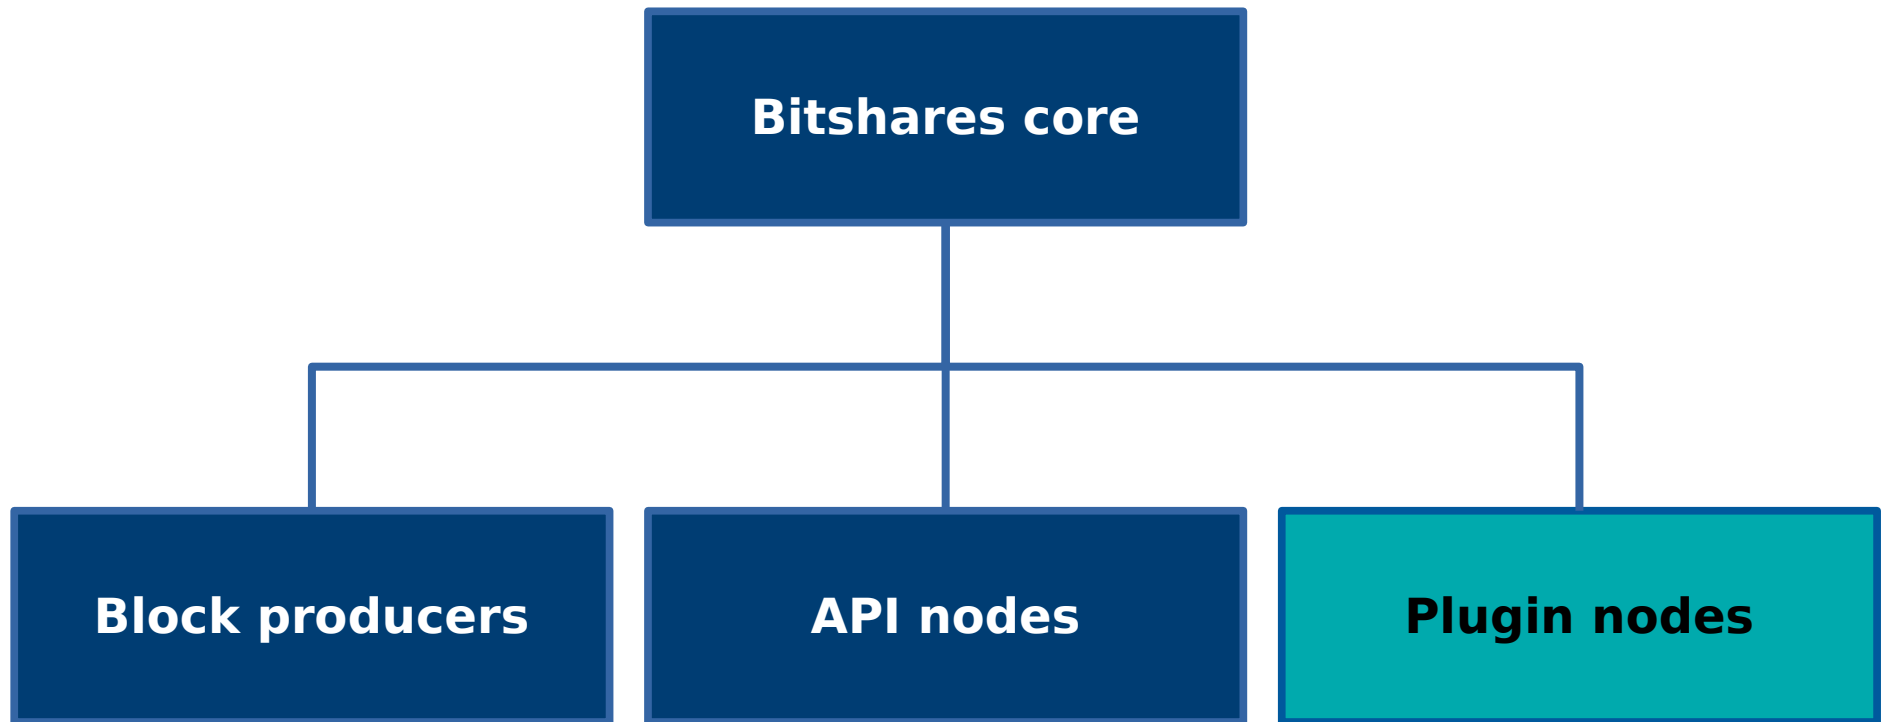 Bitshares core
Block producers
API nodes
Plugin nodes